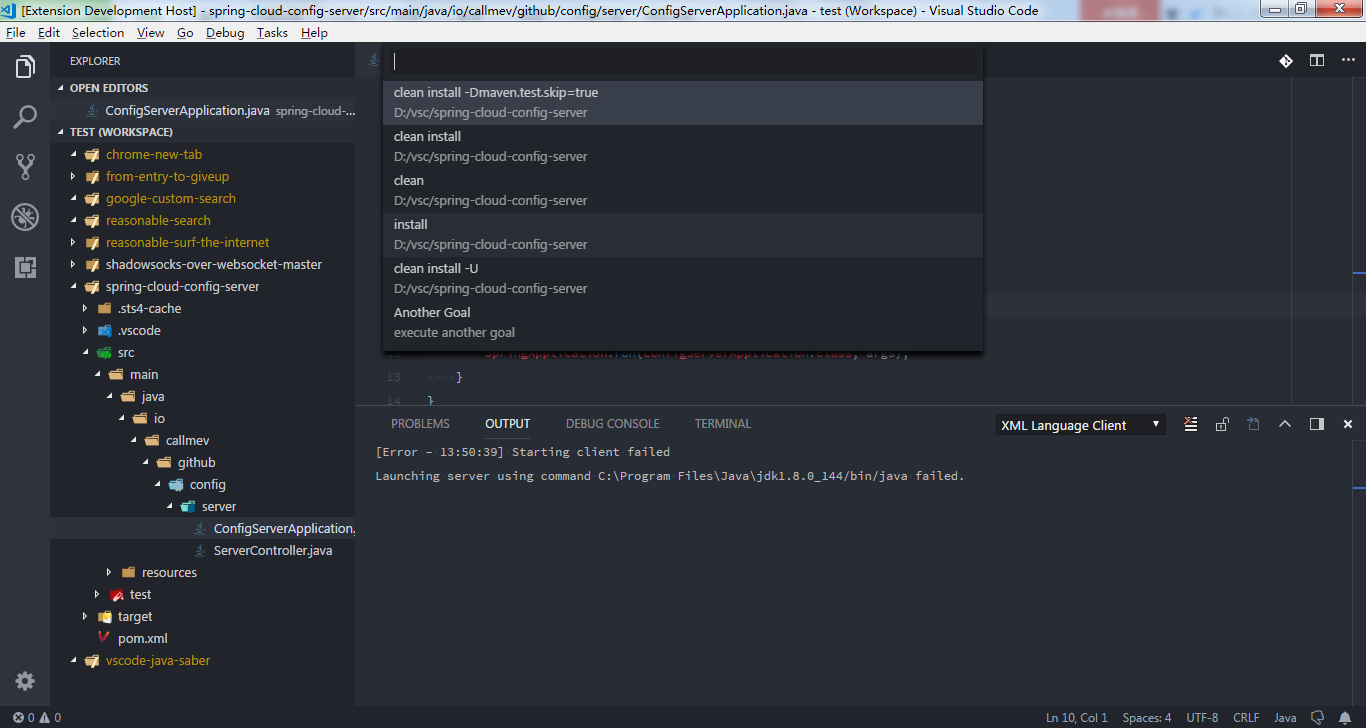 [Extension Development Host] - spring-cloud-config-server/src/main/java/io/callmev/github/config/server/ConfigServerApplication.java - test (Workspace) - Visual Studio Code
File Edit Selection View Go Debug Tasks Help
EXPLORER
OPEN EDITORS
ConfigServerApplication.java spring-cloud-...
TEST (WORKSPACE)
chrome-new-tab
from-entry-to-giveup
google-custom-search
reasonable-search
reasonable-surf-the-internet
shadowsocks-over-websocket-master
spring-cloud-config-server
.sts4-cache
.vscode
src
main
java
io
callmev
github
config
server
ConfigServerApplication.
ServerController.java
resources
test
target
pom.xml
vscode-java-saber
clean install -Dmaven.test.skip=true
D:/vsc/spring-cloud-config-server
clean install
D:/vsc/spring-cloud-config-server
clean
D:/vsc/spring-cloud-config-server
install
D:/vsc/spring-cloud-config-server
clean install -U
D:/vsc/spring-cloud-config-server
Another Goal
execute another goal
SpringApplication.run(ConfigServerApplication.class, args);
13 }
14 }
PROBLEMS OUTPUT DEBUG CONSOLE TERMINAL XML Language Client
[Error - 13:50:39] Starting client failed
Launching server using command C:\Program Files\Java\jdk1.8.0_144/bin/java failed.
0 0 Ln 10, Col 1 Spaces: 4 UTF-8 CRLF Java